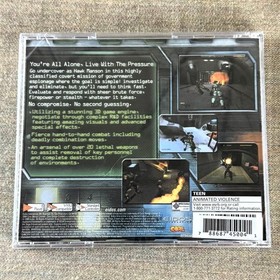 You're All Alone. Live With The Pressure
Go undercover as Hawk Manson in this highly
classified covert mission of goverment
espionage where the goal is simple: investigate
and eliminate- but you'll need to think fast.
Evaluate and respond with sheer brute force,
firepower or stealth - whatever it takes.
No compromise. No second guessing.
Utilizing a stunning 3D game engine-
negotiate through complex R&D facilities
featuring amazing visuals and advanced
special effects.
Fierce hand-to-hand combat including
deadly combination moves.
An arsenal of over 20 lethal weapons
to assist removal of key personnel
and complete destruction
of environments.
TEEN
ANIMATED VIOLENCE